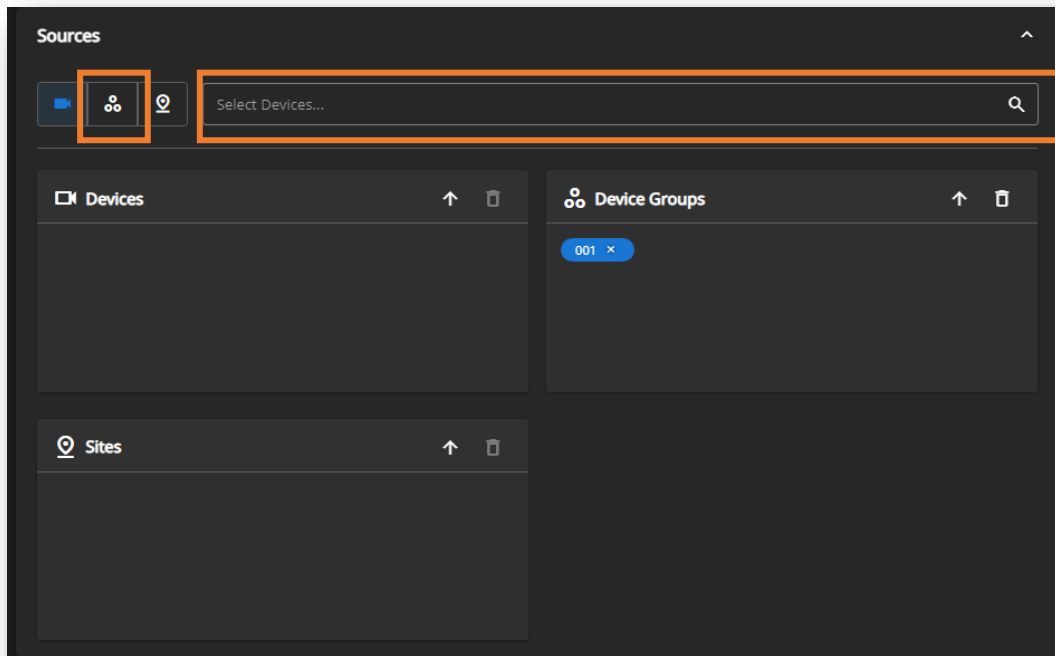 Sources
Select Devices...
Devices
Device Groups
001 ×
Sites